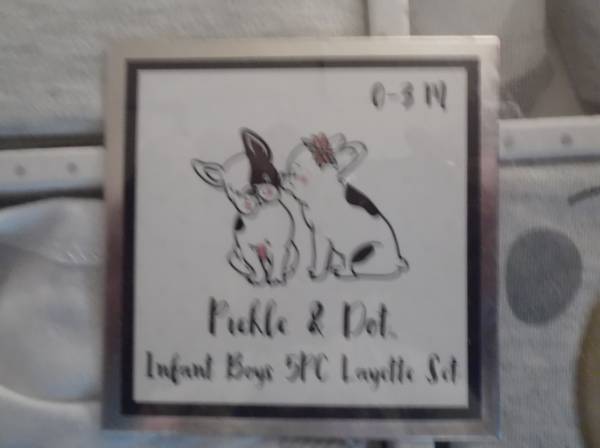 0-3 M
Pickle & Dot.
Infant Boys 5PC Layette Set